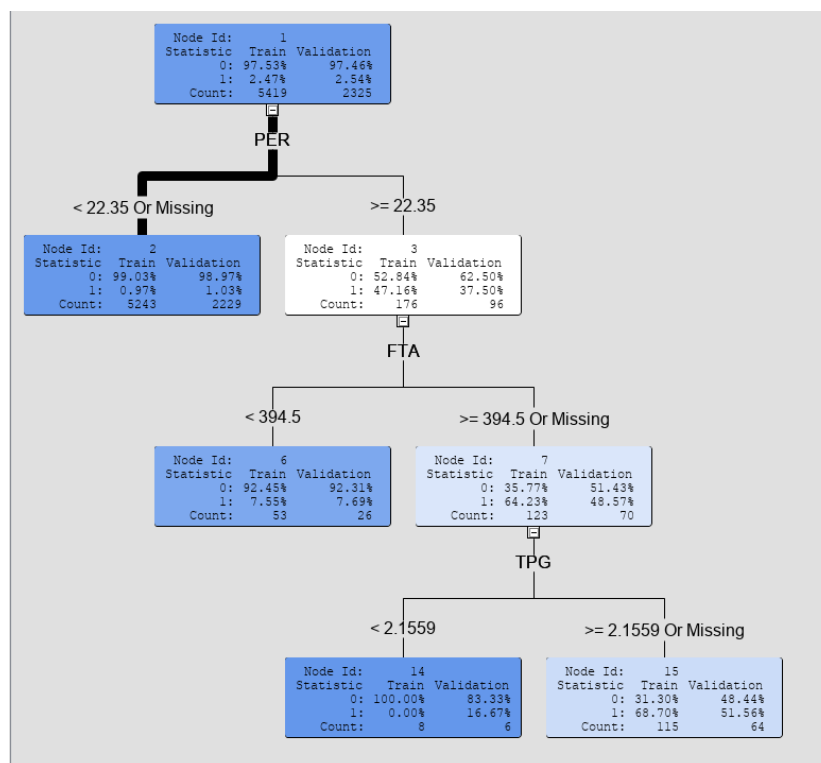 Node Id: 1
Statistic Train Validation
0: 97.53% 97.46%
1: 2.47% 2.54%
Count: 5419 2325
PER
< 22.35 Or Missing
>= 22.35
Node Id: 2
Statistic Train Validation
0: 99.03% 98.97%
1: 0.97% 1.03%
Count: 5243 2229
Node Id: 3
Statistic Train Validation
0: 52.84% 62.50%
1: 47.16% 37.50%
Count: 176 96
FTA
< 394.5
>= 394.5 Or Missing
Node Id: 6
Statistic Train Validation
0: 92.45% 92.31%
1: 7.55% 7.69%
Count: 53 26
Node Id: 7
Statistic Train Validation
0: 35.77% 51.43%
1: 64.23% 48.57%
Count: 123 70
TPG
< 2.1559
>= 2.1559 Or Missing
Node Id: 14
Statistic Train Validation
0: 100.00% 83.33%
1: 0.00% 16.67%
Count: 8 6
Node Id: 15
Statistic Train Validation
0: 31.30% 48.44%
1: 68.70% 51.56%
Count: 115 64